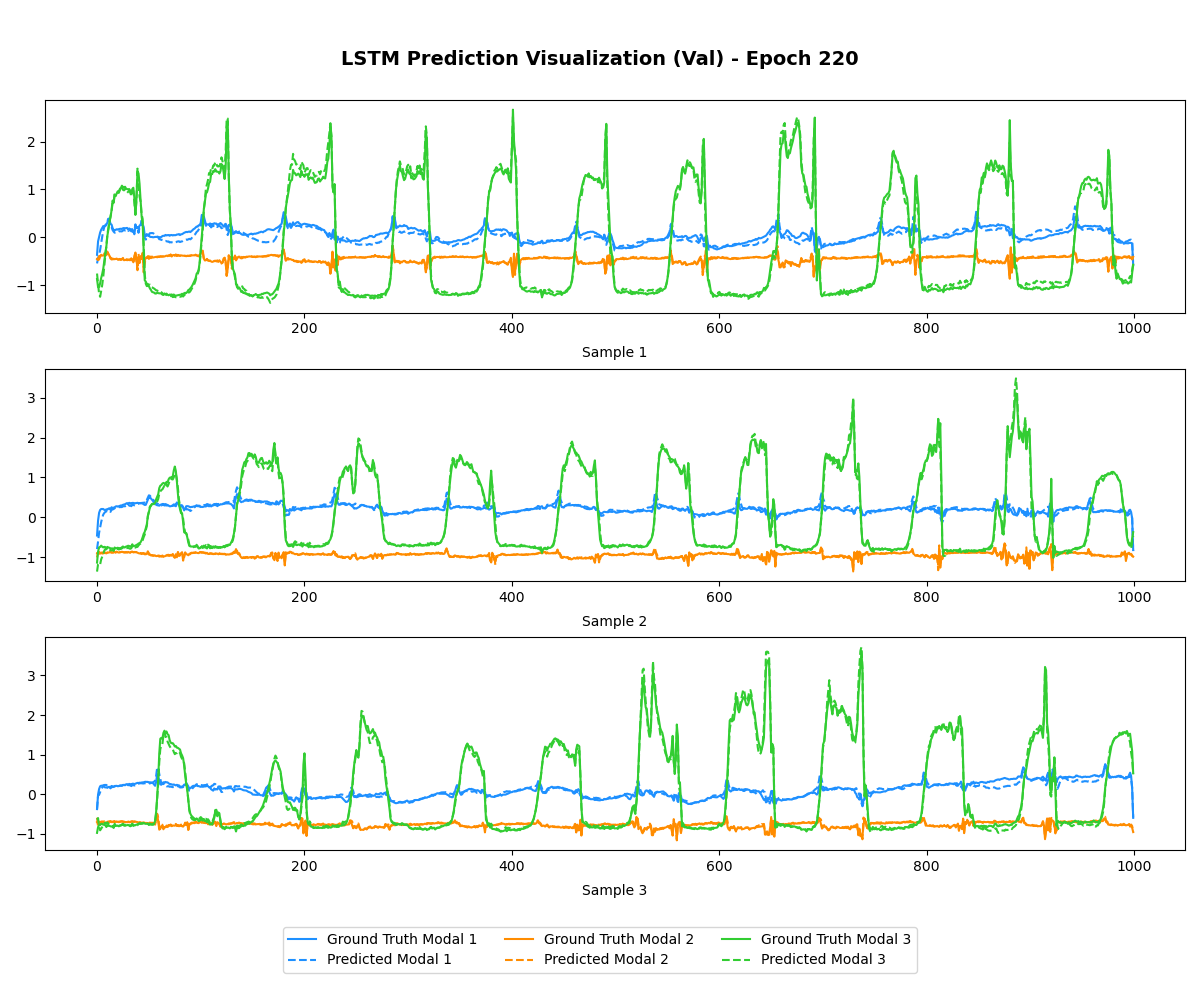 LSTM Prediction Visualization (Val) - Epoch 220
2
1
0
−1
0 200 400 600 800 1000
Sample 1
3
2
1
0
−1
0 200 400 600 800 1000
Sample 2
3
2
1
0
−1
0 200 400 600 800 1000
Sample 3
Ground Truth Modal 1 Ground Truth Modal 2 Ground Truth Modal 3
Predicted Modal 1 Predicted Modal 2 Predicted Modal 3